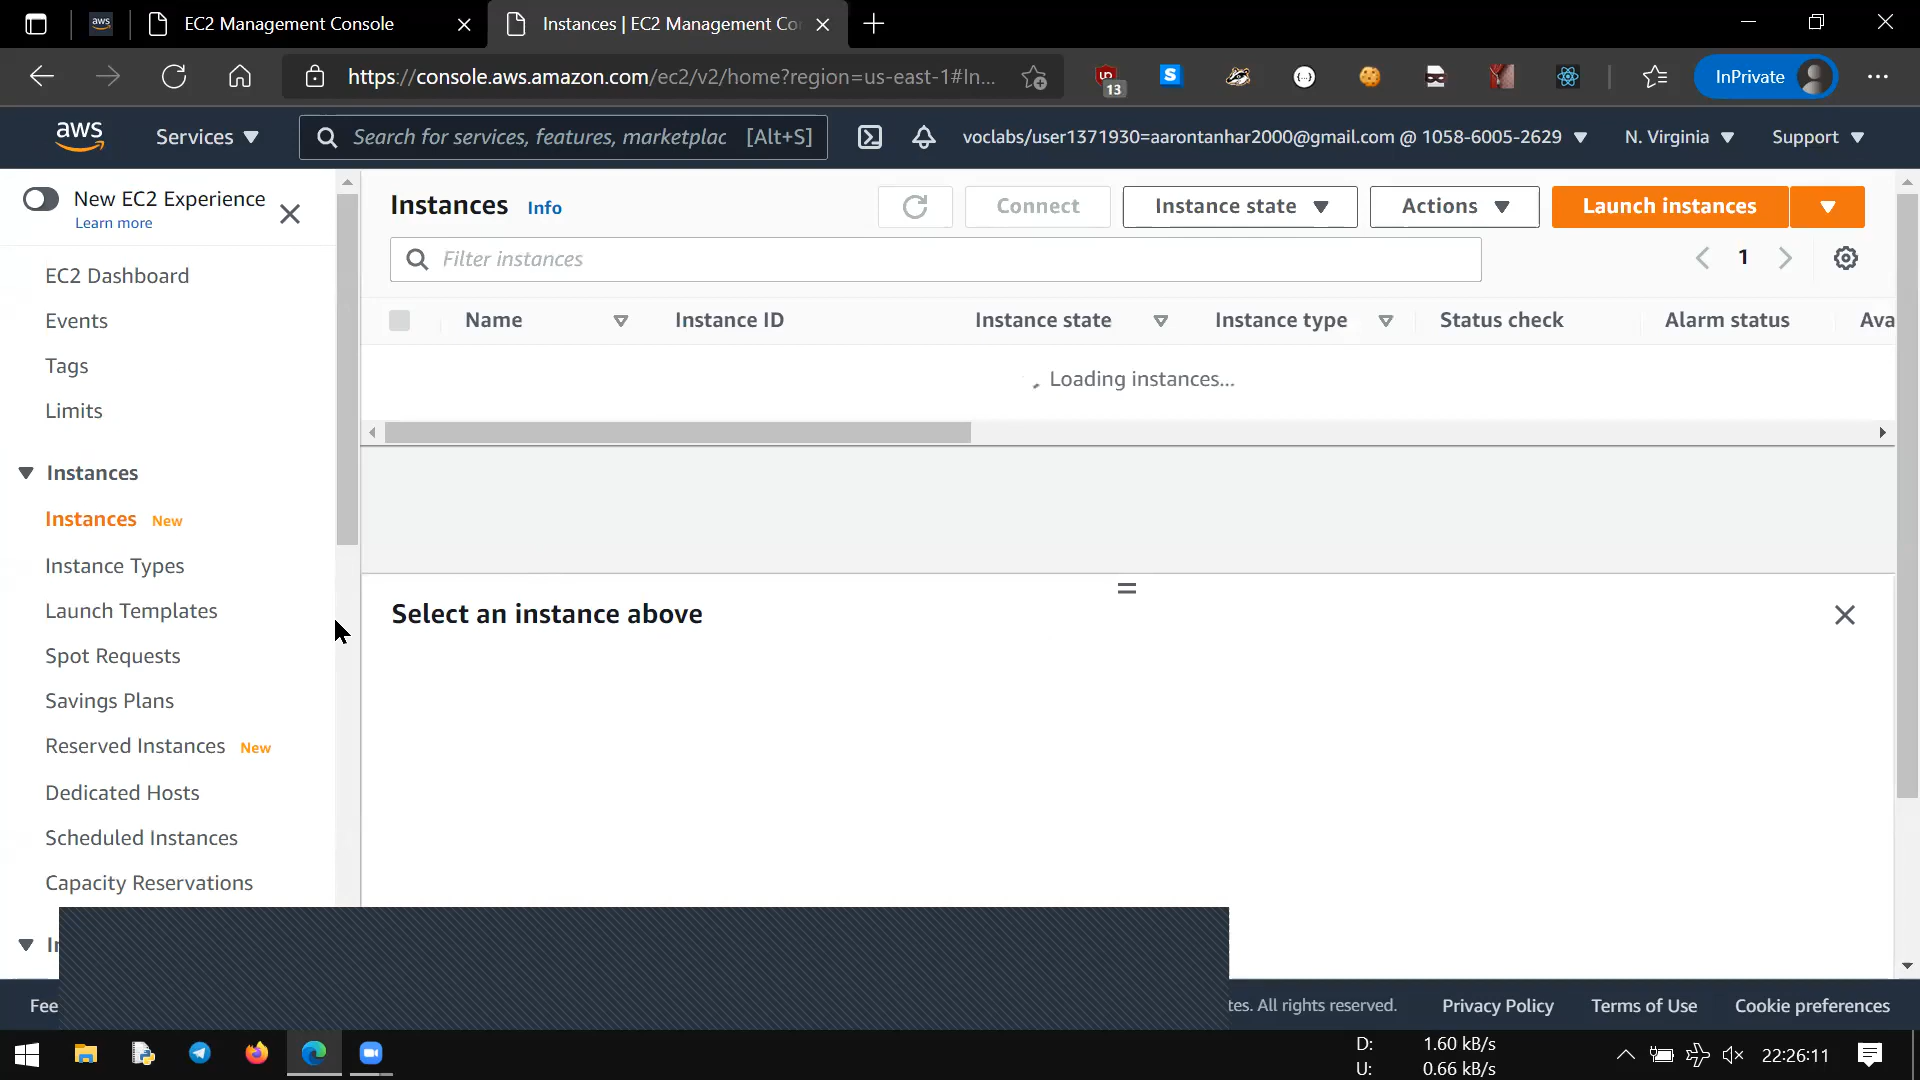 EC2 Management Console
Instances | EC2 Management Co
https://console.aws.amazon.com/ec2/v2/home?region=us-east-1#In...
13
InPrivate
aws
Services
Search for services, features, marketplac [Alt+S]
voclabs/user1371930=aarontanhar2000@gmail.com @ 1058-6005-2629
N. Virginia
Support
New EC2 Experience
Learn more
EC2 Dashboard
Events
Tags
Limits
Instances
Instances New
Instance Types
Launch Templates
Spot Requests
Savings Plans
Reserved Instances New
Dedicated Hosts
Scheduled Instances
Capacity Reservations
Instances Info
Connect
Instance state
Actions
Launch instances
Filter instances
1
Name
Instance ID
Instance state
Instance type
Status check
Alarm status
Ava
Loading instances...
Select an instance above
Fee
tes. All rights reserved.
Privacy Policy
Terms of Use
Cookie preferences
D: 1.60 kB/s
U: 0.66 kB/s
22:26:11